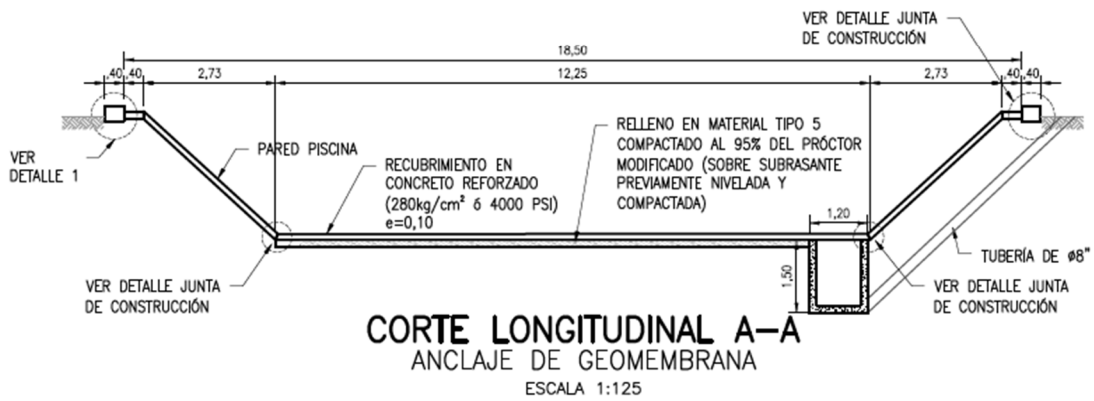 VER DETALLE JUNTA
DE CONSTRUCCIÓN
18,50
,40
,40
2,73
12,25
2,73
,40
,40
VER
DETALLE 1
PARED PISCINA
RECUBRIMIENTO EN
CONCRETO REFORZADO
(280kg/cm² ó 4000 PSI)
e=0,10
RELLENO EN MATERIAL TIPO 5
COMPACTADO AL 95% DEL PRÓCTOR
MODIFICADO (SOBRE SUBRASANTE
PREVIAMENTE NIVELADA Y
COMPACTADA)
1,20
1,50
TUBERÍA DE ø8"
VER DETALLE JUNTA
DE CONSTRUCCIÓN
VER DETALLE JUNTA
DE CONSTRUCCIÓN
CORTE LONGITUDINAL A-A
ANCLAJE DE GEOMEMBRANA
ESCALA 1:125